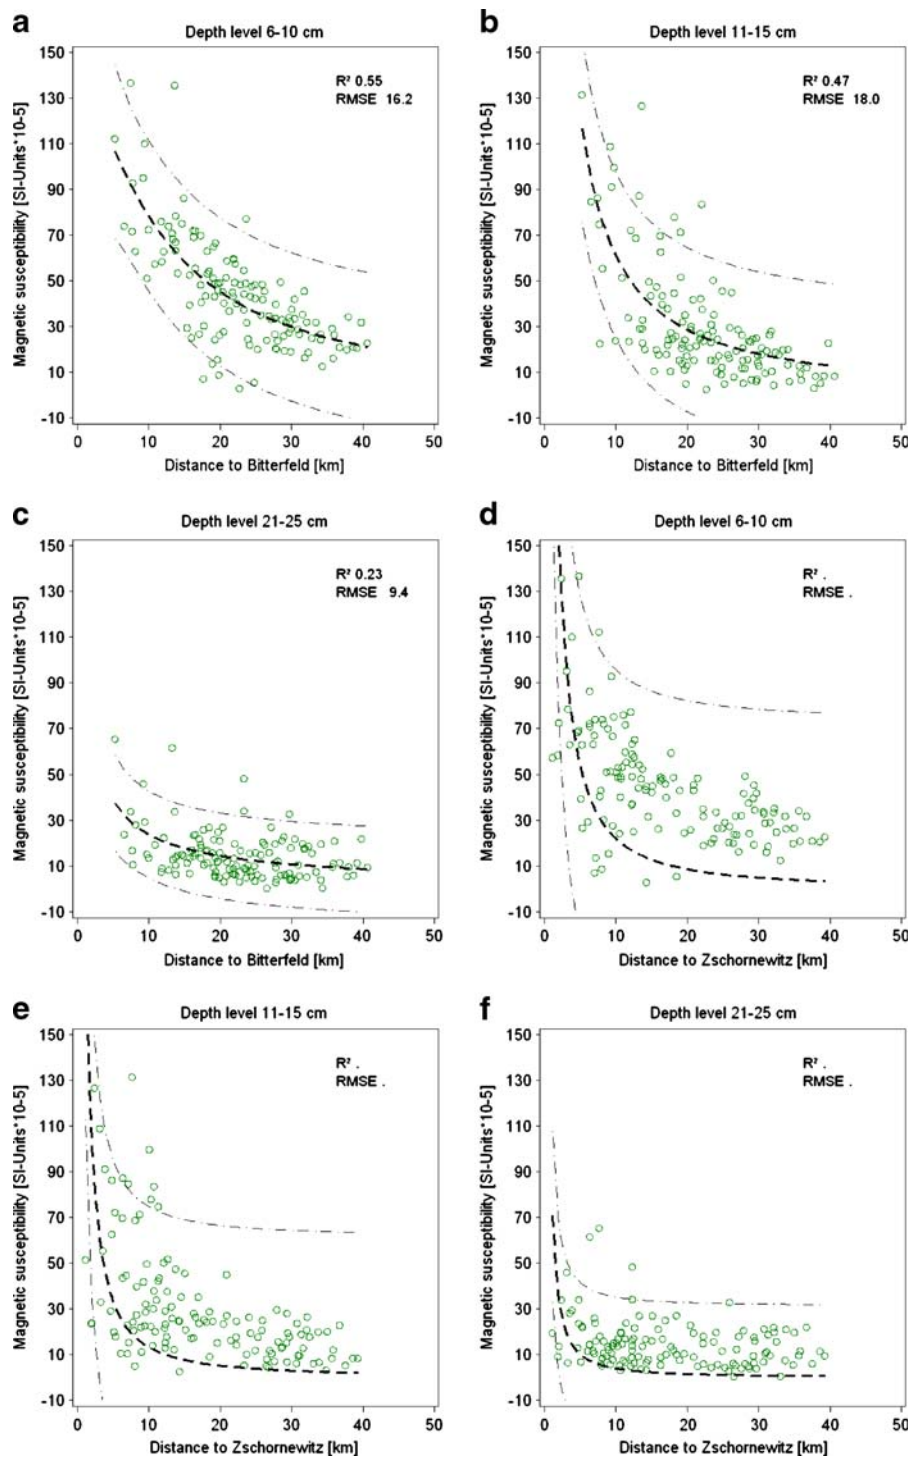 a
Depth level 6-10 cm
R² 0.55
RMSE 16.2
Magnetic susceptibility [SI-Units*10-5]
150
130
110
90
70
50
30
10
-10
0 10 20 30 40 50
Distance to Bitterfeld [km]
b
Depth level 11-15 cm
R² 0.47
RMSE 18.0
Magnetic susceptibility [SI-Units*10-5]
150
130
110
90
70
50
30
10
-10
0 10 20 30 40 50
Distance to Bitterfeld [km]
c
Depth level 21-25 cm
R² 0.23
RMSE 9.4
Magnetic susceptibility [SI-Units*10-5]
150
130
110
90
70
50
30
10
-10
0 10 20 30 40 50
Distance to Bitterfeld [km]
d
Depth level 6-10 cm
R² .
RMSE .
Magnetic susceptibility [SI-Units*10-5]
150
130
110
90
70
50
30
10
-10
0 10 20 30 40 50
Distance to Zschornewitz [km]
e
Depth level 11-15 cm
R² .
RMSE .
Magnetic susceptibility [SI-Units*10-5]
150
130
110
90
70
50
30
10
-10
0 10 20 30 40 50
Distance to Zschornewitz [km]
f
Depth level 21-25 cm
R² .
RMSE .
Magnetic susceptibility [SI-Units*10-5]
150
130
110
90
70
50
30
10
-10
0 10 20 30 40 50
Distance to Zschornewitz [km]